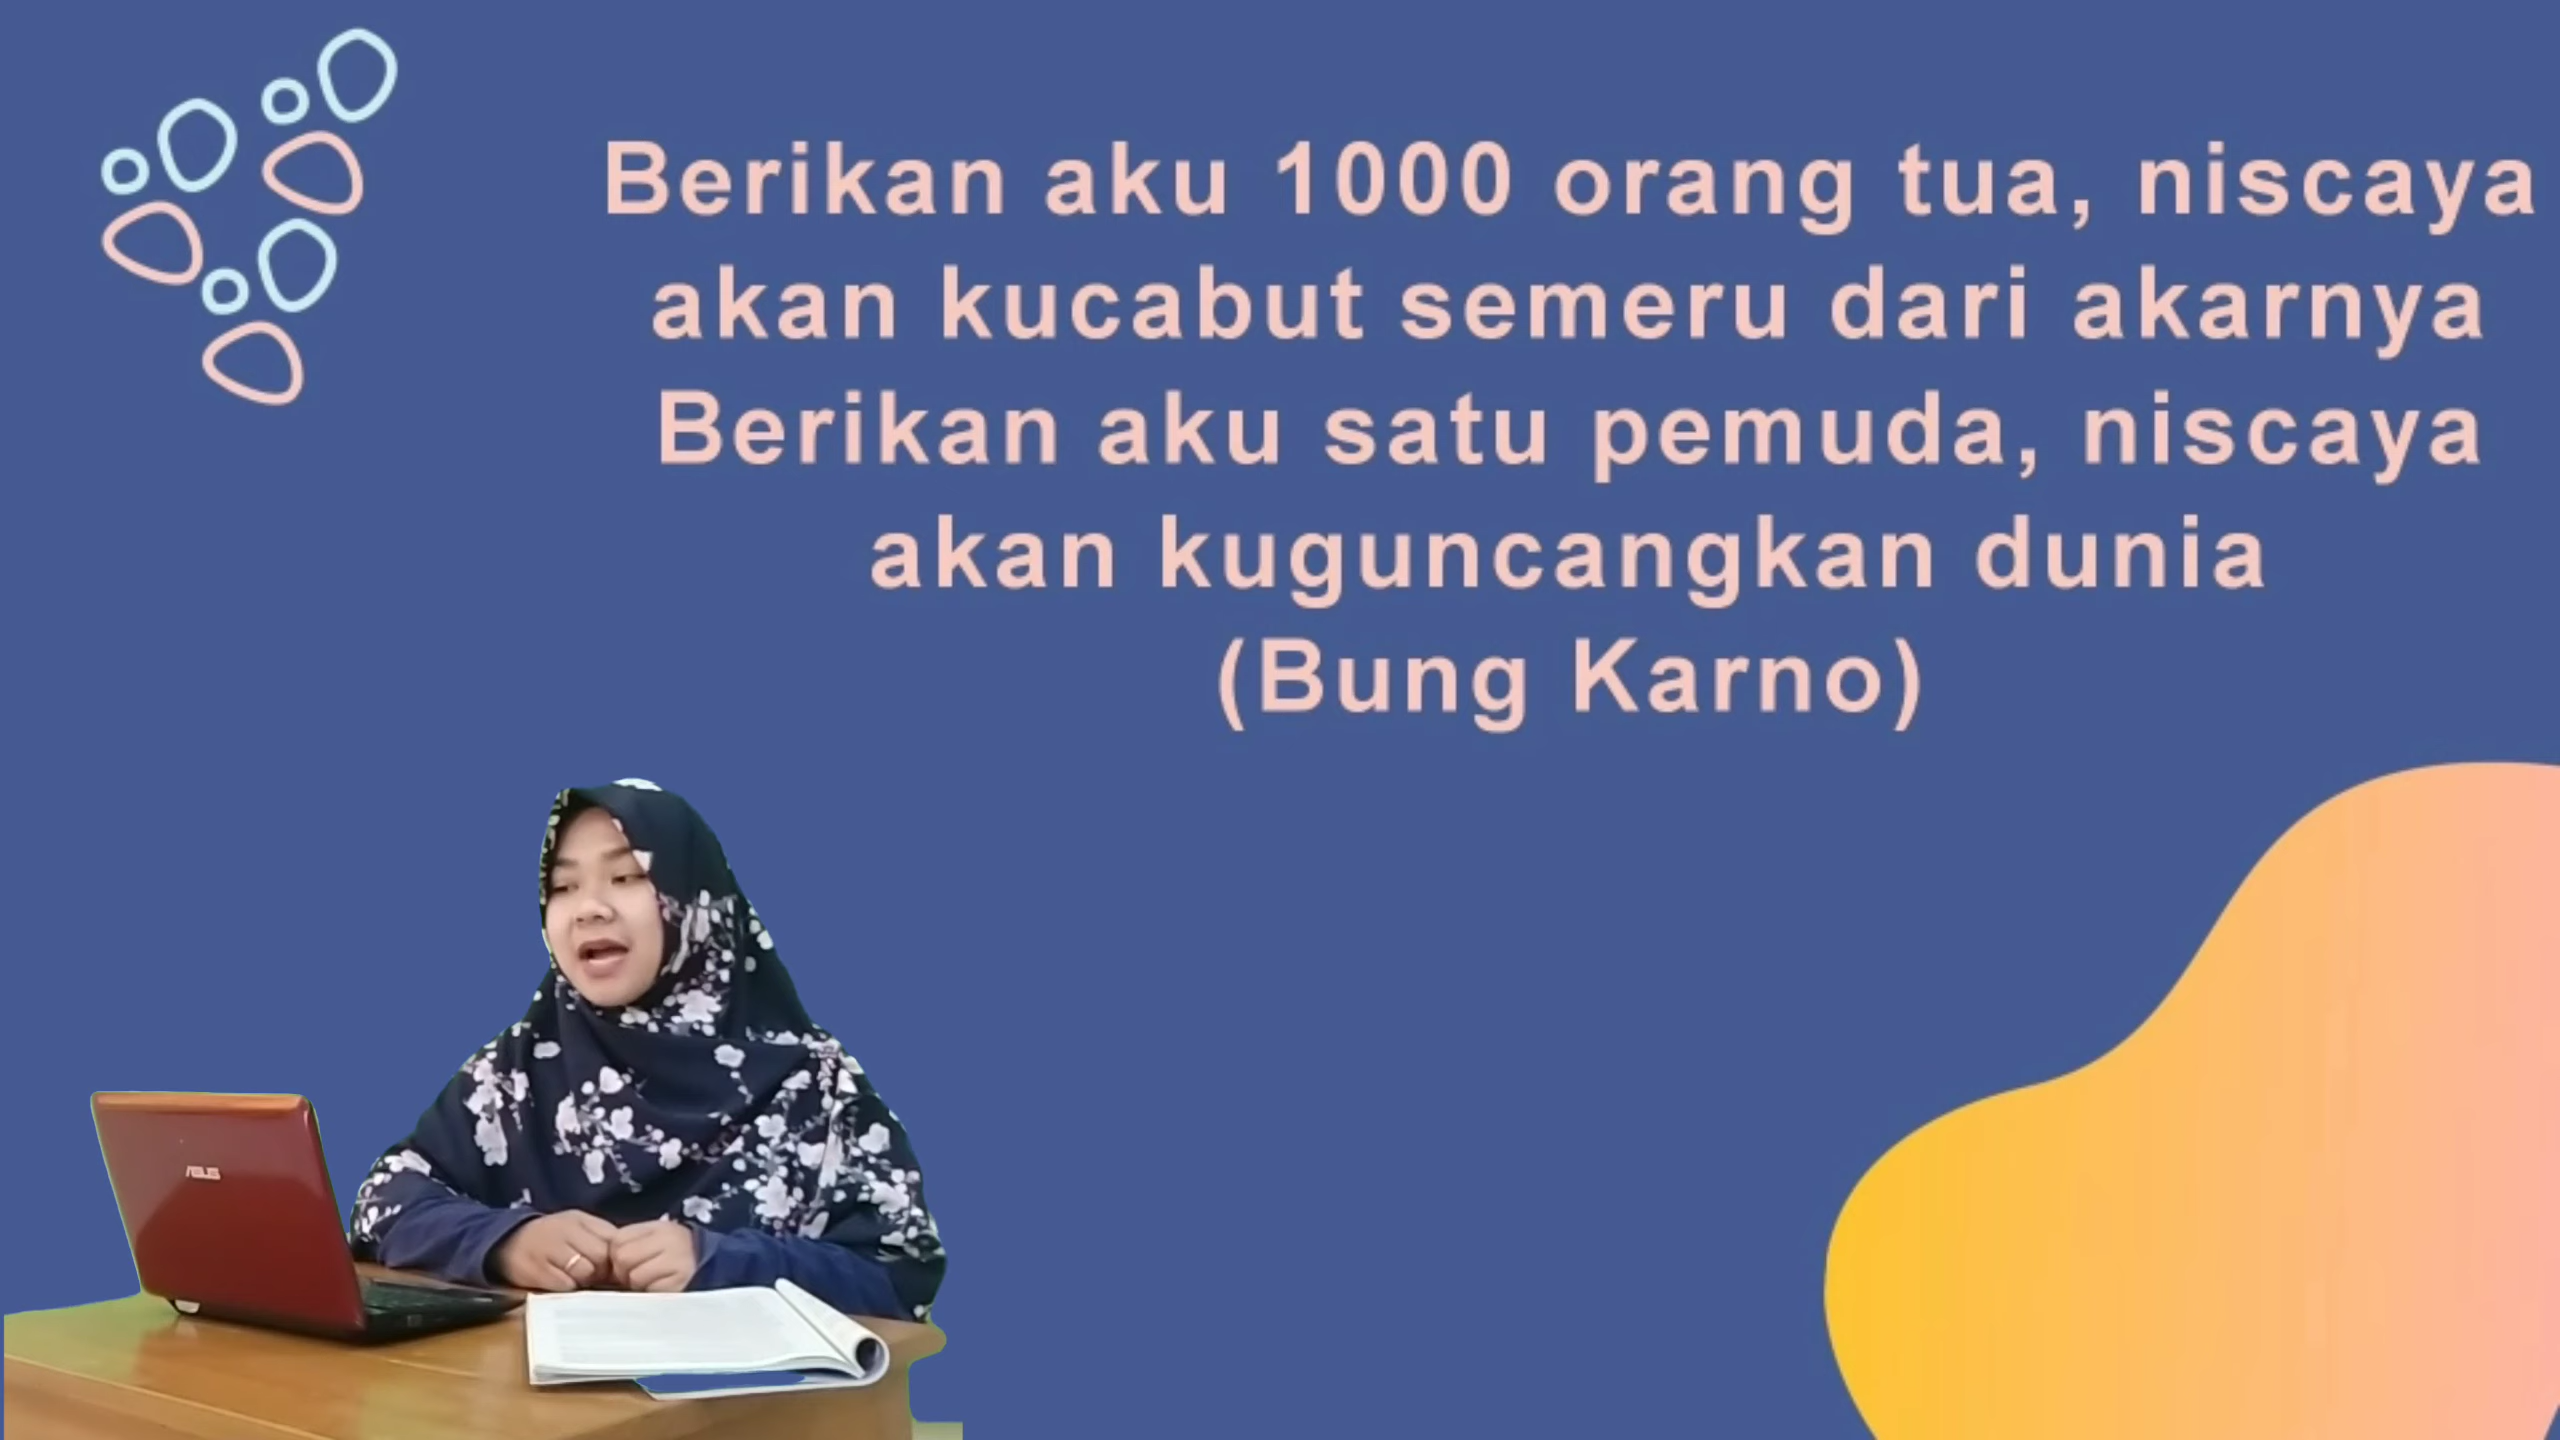 Berikan aku 1000 orang tua, niscaya
akan kucabut semeru dari akarnya
Berikan aku satu pemuda, niscaya
akan kuguncangkan dunia
(Bung Karno)
ASUS